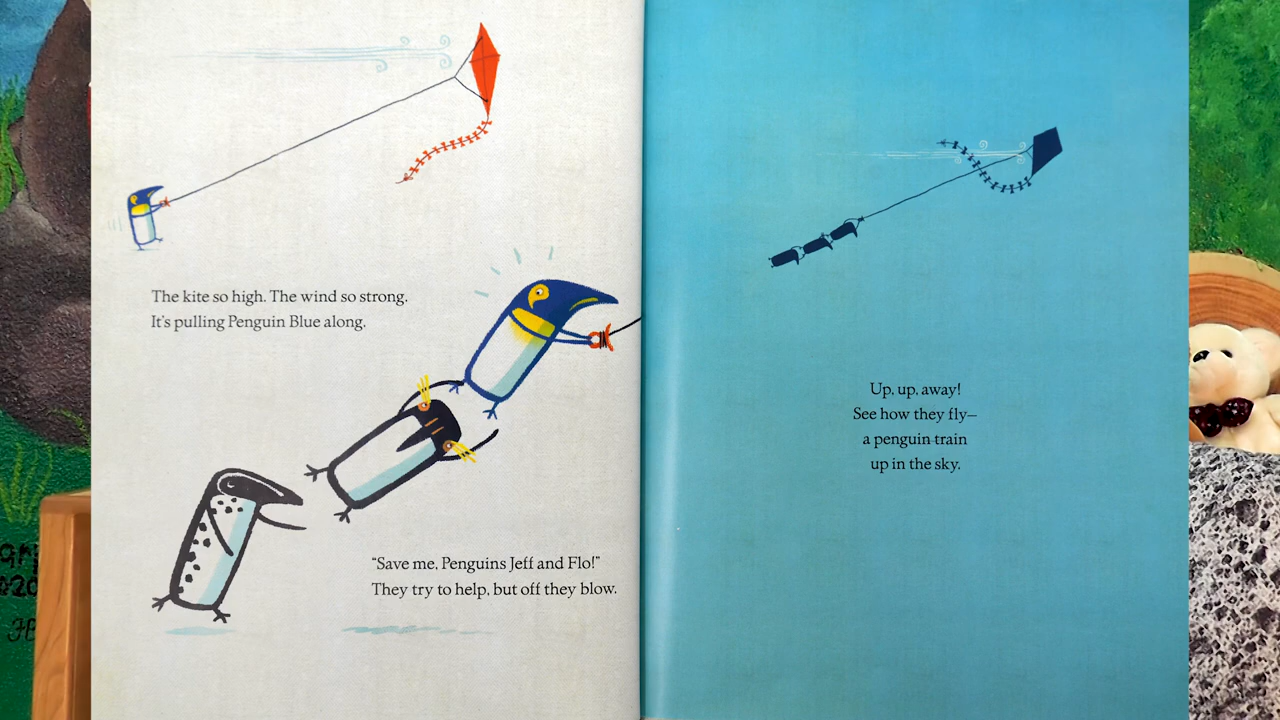 The kite so high. The wind so strong.
It's pulling Penguin Blue along.
“Save me, Penguins Jeff and Flo!”
They try to help, but off they blow.
Up, up, away!
See how they fly—
a penguin train
up in the sky.